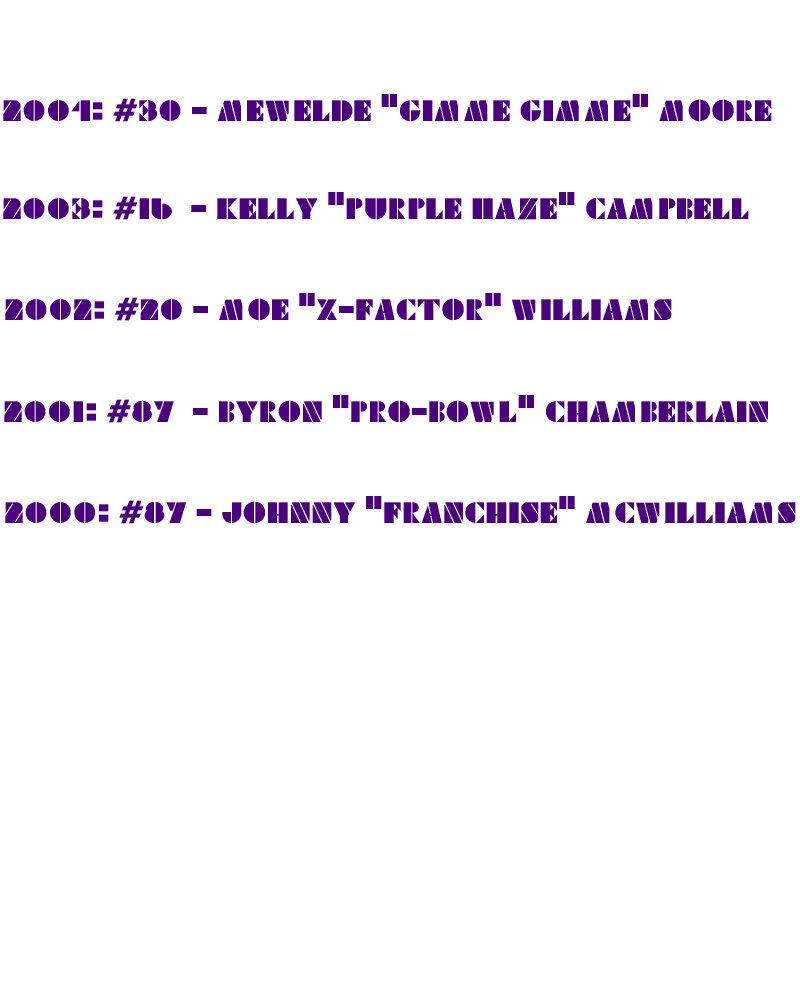 2004: #30 - MEWELDE "GIMME GIMME" MOORE
2003: #16 - KELLY "PURPLE HAZE" CAMPBELL
2002: #20 - MOE "X-FACTOR" WILLIAMS
2001: #87 - BYRON "PRO-BOWL" CHAMBERLAIN
2000: #87 - JOHNNY "FRANCHISE" MCWILLIAMS